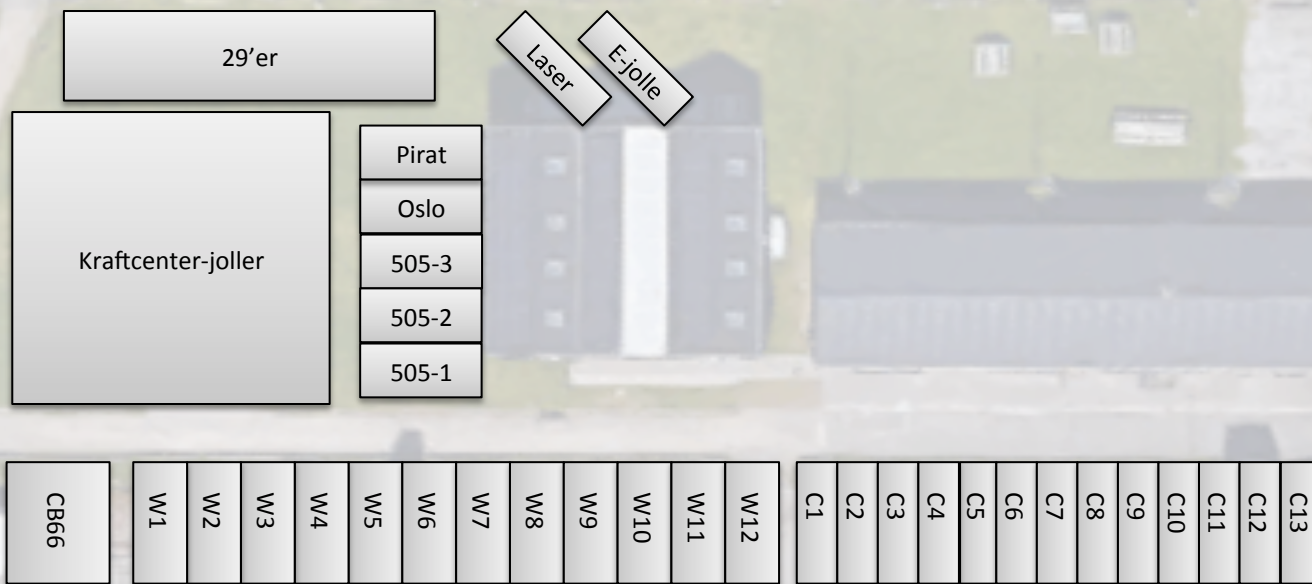 29’er
Laser
E-jolle
Kraftcenter-joller
Pirat
Oslo
505-3
505-2
505-1
CB66
W1
W2
W3
W4
W5
W6
W7
W8
W9
W10
W11
W12
C1
C2
C3
C4
C5
C6
C7
C8
C9
C10
C11
C12
C13